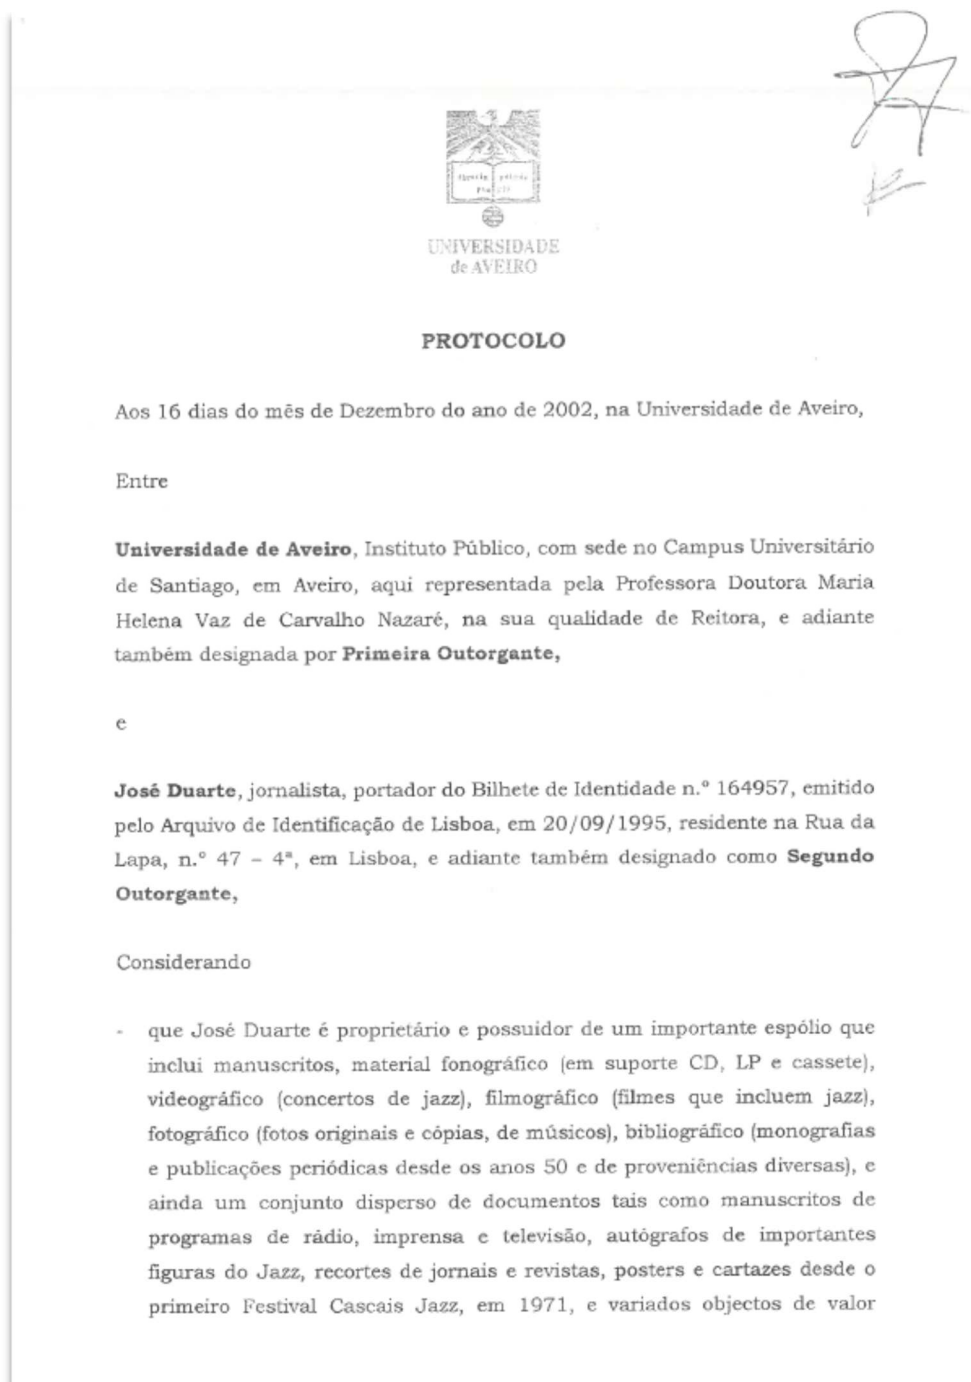 UNIVERSIDADE
de AVEIRO
PROTOCOLO
Aos 16 dias do mês de Dezembro do ano de 2002, na Universidade de Aveiro,
Entre
Universidade de Aveiro, Instituto Público, com sede no Campus Universitário
de Santiago, em Aveiro, aqui representada pela Professora Doutora Maria
Helena Vaz de Carvalho Nazaré, na sua qualidade de Reitora, e adiante
também designada por Primeira Outorgante,
e
José Duarte, jornalista, portador do Bilhete de Identidade n.º 164957, emitido
pelo Arquivo de Identificação de Lisboa, em 20/09/1995, residente na Rua da
Lapa, n.º 47 – 4ª, em Lisboa, e adiante também designado como Segundo
Outorgante,
Considerando
- que José Duarte é proprietário e possuidor de um importante espólio que
inclui manuscritos, material fonográfico (em suporte CD, LP e cassete),
videográfico (concertos de jazz), filmográfico (filmes que incluem jazz),
fotográfico (fotos originais e cópias, de músicos), bibliográfico (monografias
e publicações periódicas desde os anos 50 e de proveniências diversas), e
ainda um conjunto disperso de documentos tais como manuscritos de
programas de rádio, imprensa e televisão, autógrafos de importantes
figuras do Jazz, recortes de jornais e revistas, posters e cartazes desde o
primeiro Festival Cascais Jazz, em 1971, e variados objectos de valor